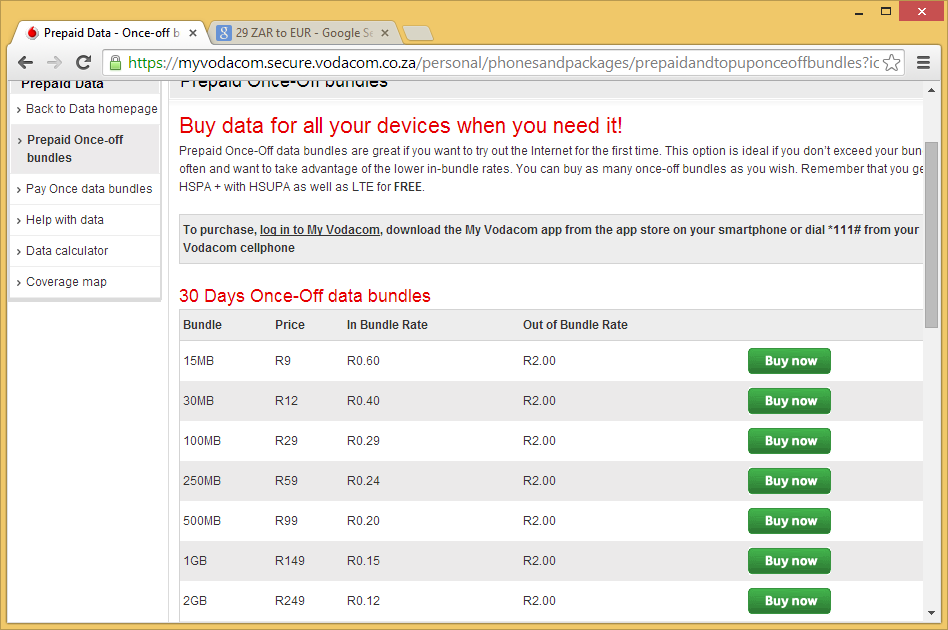 Prepaid Data - Once-off b
29 ZAR to EUR - Google Se
https://myvodacom.secure.vodacom.co.za/personal/phonesandpackages/prepaidandtopuponceoffbundles?ic
Prepaid Data
Back to Data homepage
Prepaid Once-off
bundles
Pay Once data bundles
Help with data
Data calculator
Coverage map
Prepaid Once-Off bundles
Buy data for all your devices when you need it!
Prepaid Once-Off data bundles are great if you want to try out the Internet for the first time. This option is ideal if you don't exceed your bun
often and want to take advantage of the lower in-bundle rates. You can buy as many once-off bundles as you wish. Remember that you ge
HSPA + with HSUPA as well as LTE for FREE.
To purchase, log in to My Vodacom, download the My Vodacom app from the app store on your smartphone or dial *111# from your
Vodacom cellphone
30 Days Once-Off data bundles
Bundle Price In Bundle Rate Out of Bundle Rate
15MB R9 R0.60 R2.00 Buy now
30MB R12 R0.40 R2.00 Buy now
100MB R29 R0.29 R2.00 Buy now
250MB R59 R0.24 R2.00 Buy now
500MB R99 R0.20 R2.00 Buy now
1GB R149 R0.15 R2.00 Buy now
2GB R249 R0.12 R2.00 Buy now